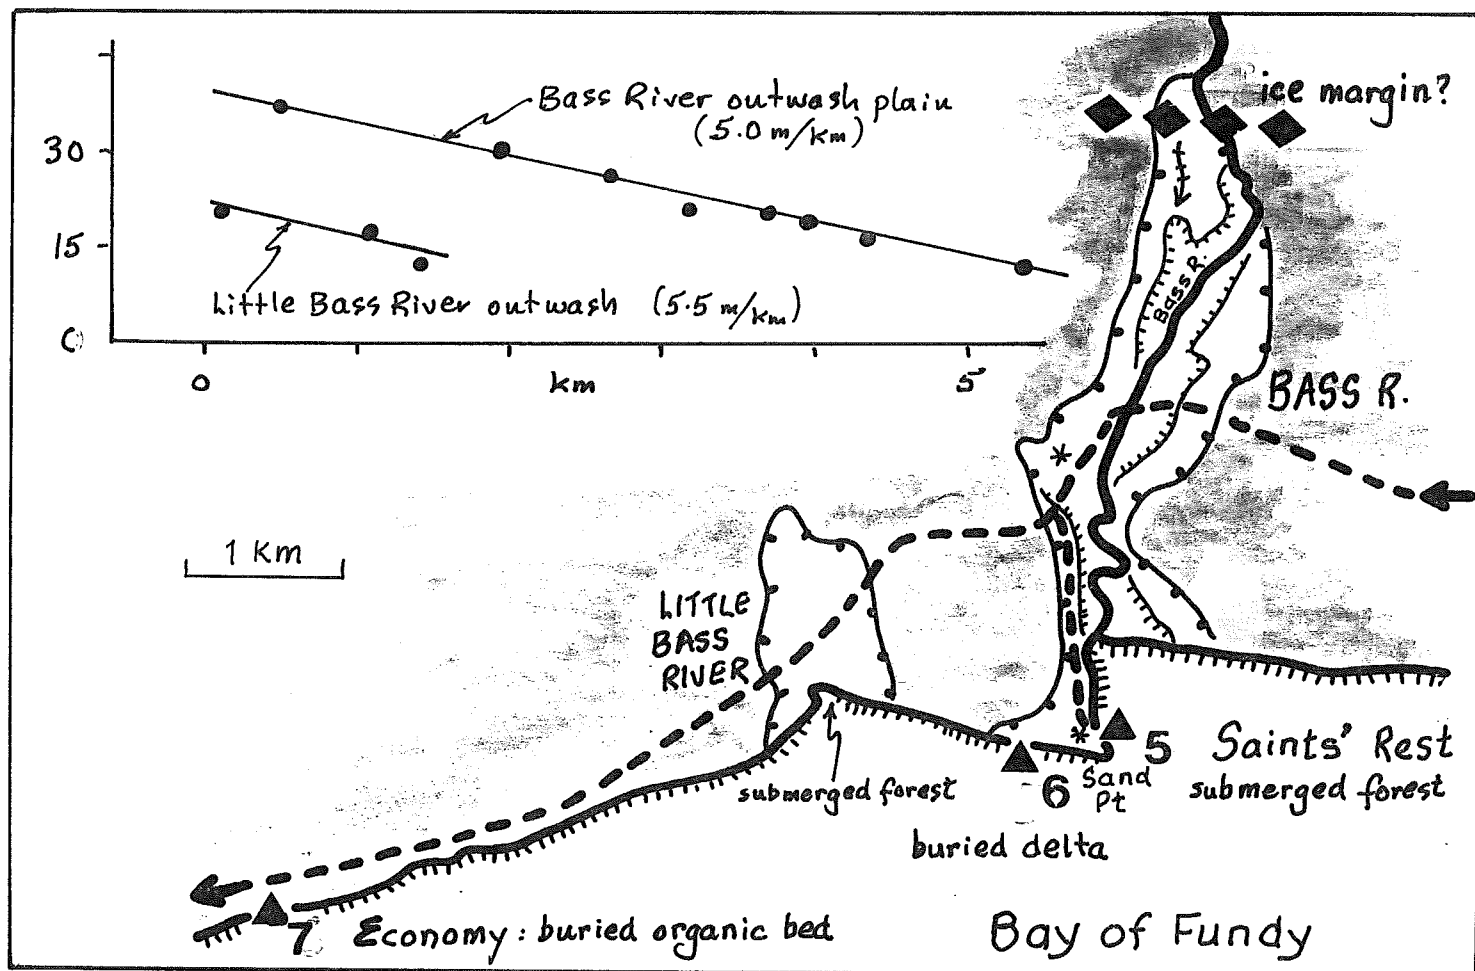 Bass River outwash plain
(5.0 m/km)
30
15
0
Little Bass River outwash (5.5 m/km)
0
km
5
ice margin?
Bass R.
BASS R.
1 Km
LITTLE
BASS
RIVER
submerged forest
5 Saints' Rest
submerged forest
6 Sand
Pt
buried delta
7 Economy: buried organic bed
Bay of Fundy